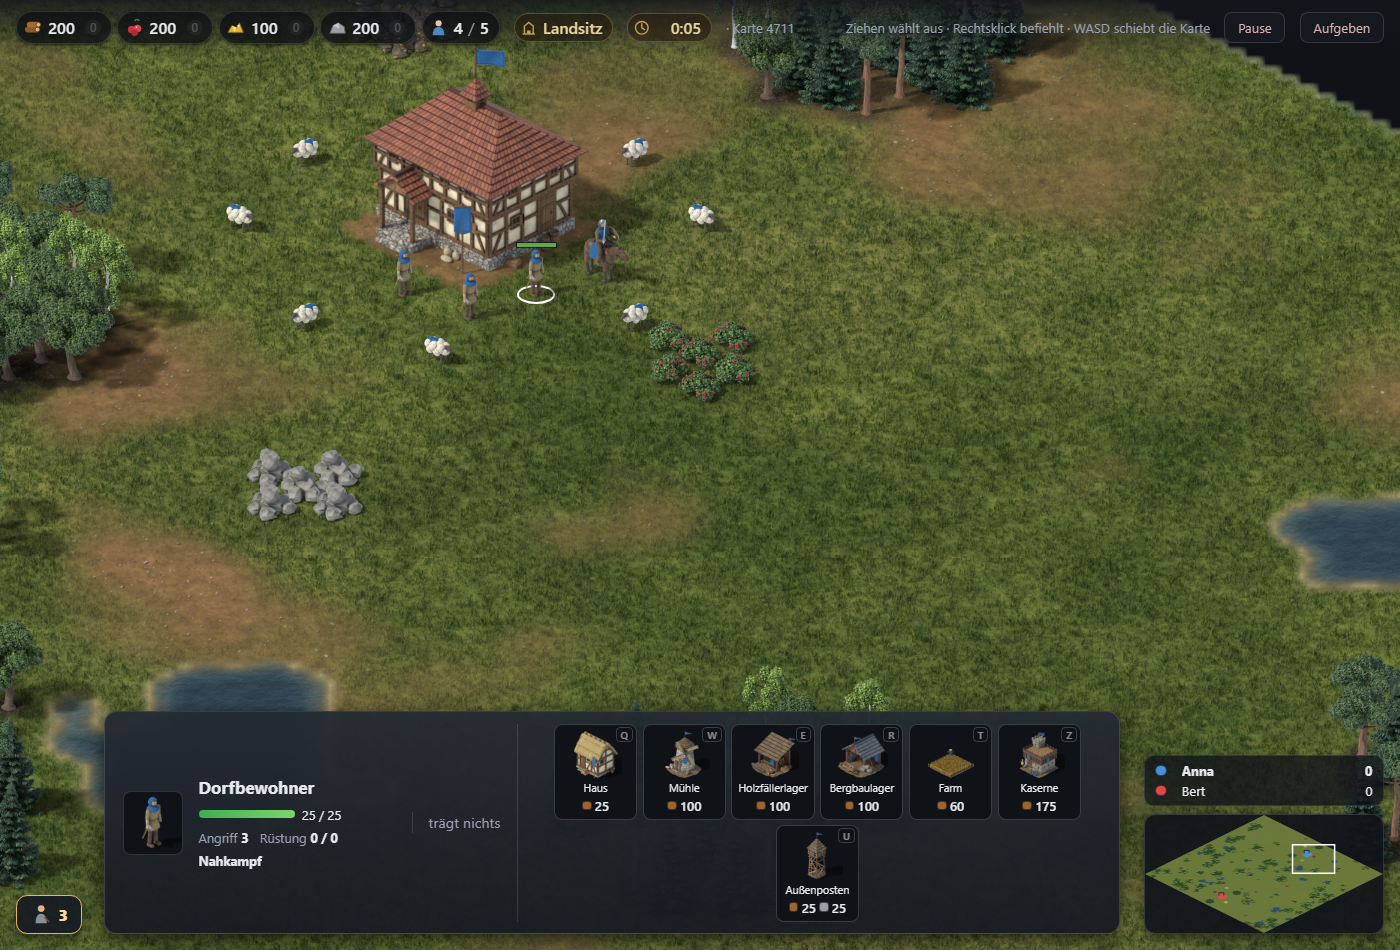 200 0 200 0 100 0 200 0 4 / 5 Landsitz 0:05 · Karte 4711 Ziehen wählt aus · Rechtsklick befiehlt · WASD schiebt die Karte Pause Aufgeben
Q W E R T Z
Haus Mühle Holzfällerlager Bergbaulager Farm Kaserne
25 100 100 100 60 175
Dorfbewohner
25 / 25
Angriff 3 Rüstung 0 / 0
Nahkampf
trägt nichts
U
Außenposten
25 25
Anna 0
Bert 0
3